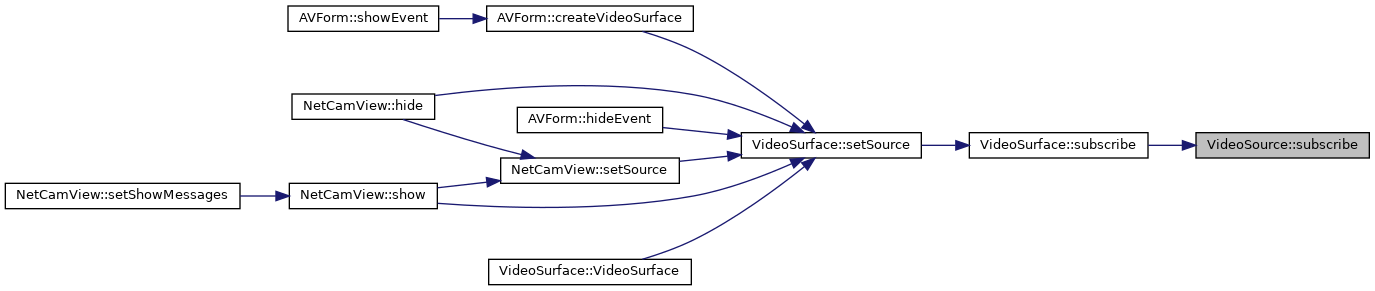 AVForm::showEvent
AVForm::createVideoSurface
NetCamView::hide
AVForm::hideEvent
VideoSurface::setSource
VideoSurface::subscribe
VideoSource::subscribe
NetCamView::setSource
NetCamView::setShowMessages
NetCamView::show
VideoSurface::VideoSurface